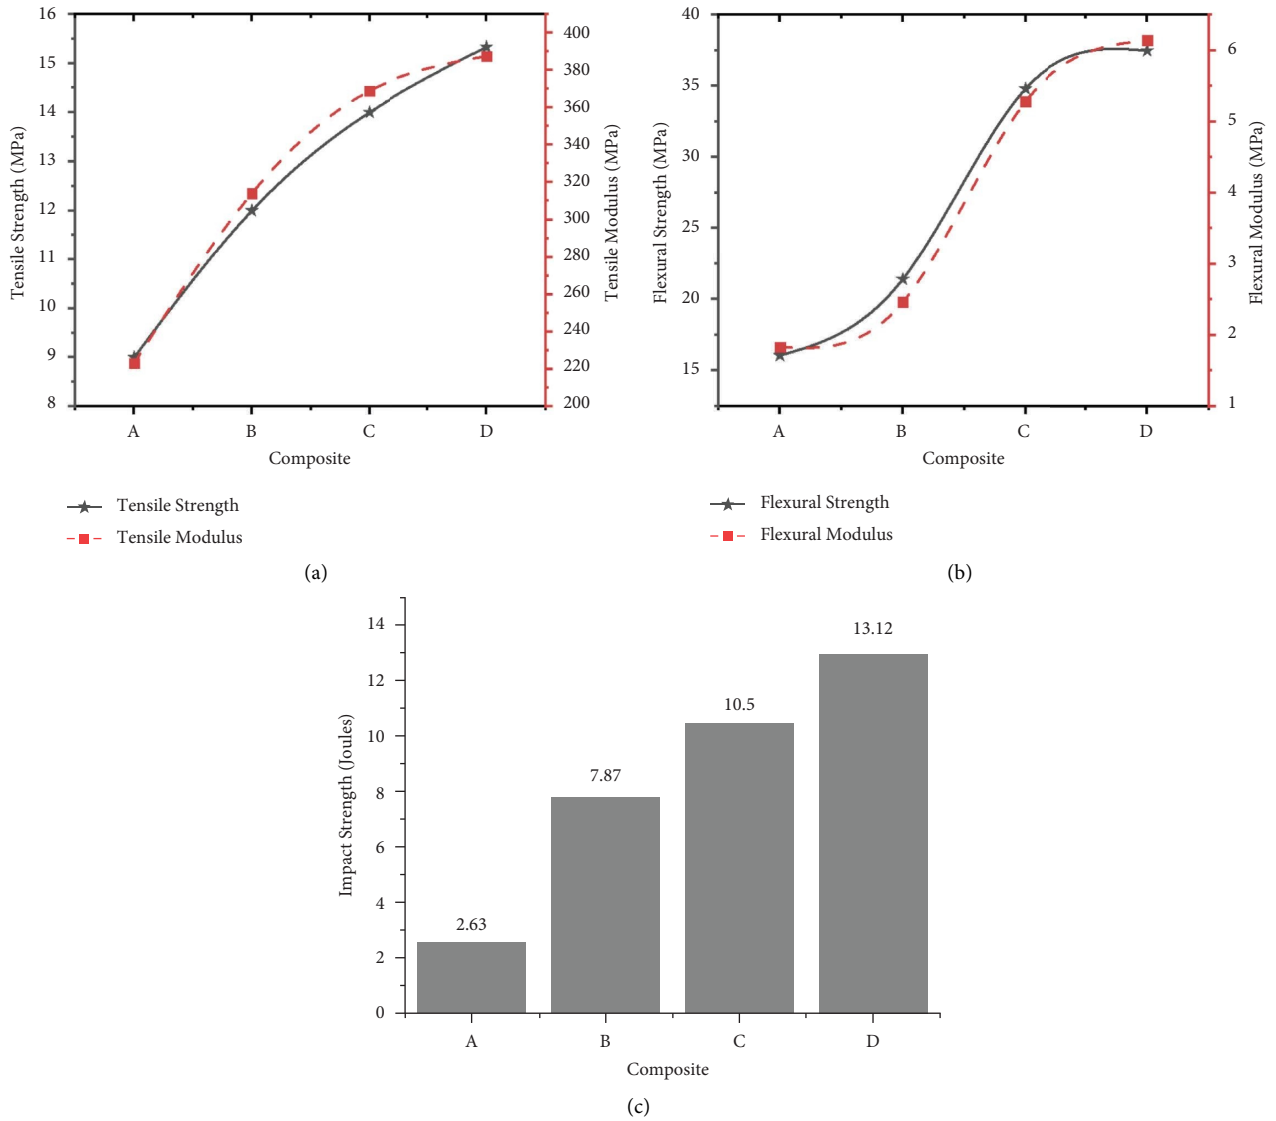 16
15
14
13
12
11
10
9
8
Tensile Strength (MPa)
400
380
360
340
320
300
280
260
240
220
200
Tensile Modulus (MPa)
A B C D
Composite
Tensile Strength
Tensile Modulus
(a)
40
35
30
25
20
15
Flexural Strength (MPa)
6
5
4
3
2
1
Flexural Modulus (MPa)
A B C D
Composite
Flexural Strength
Flexural Modulus
(b)
14
12
10
8
6
4
2
0
Impact Strength (Joules)
2.63
7.87
10.5
13.12
A B C D
Composite
(c)